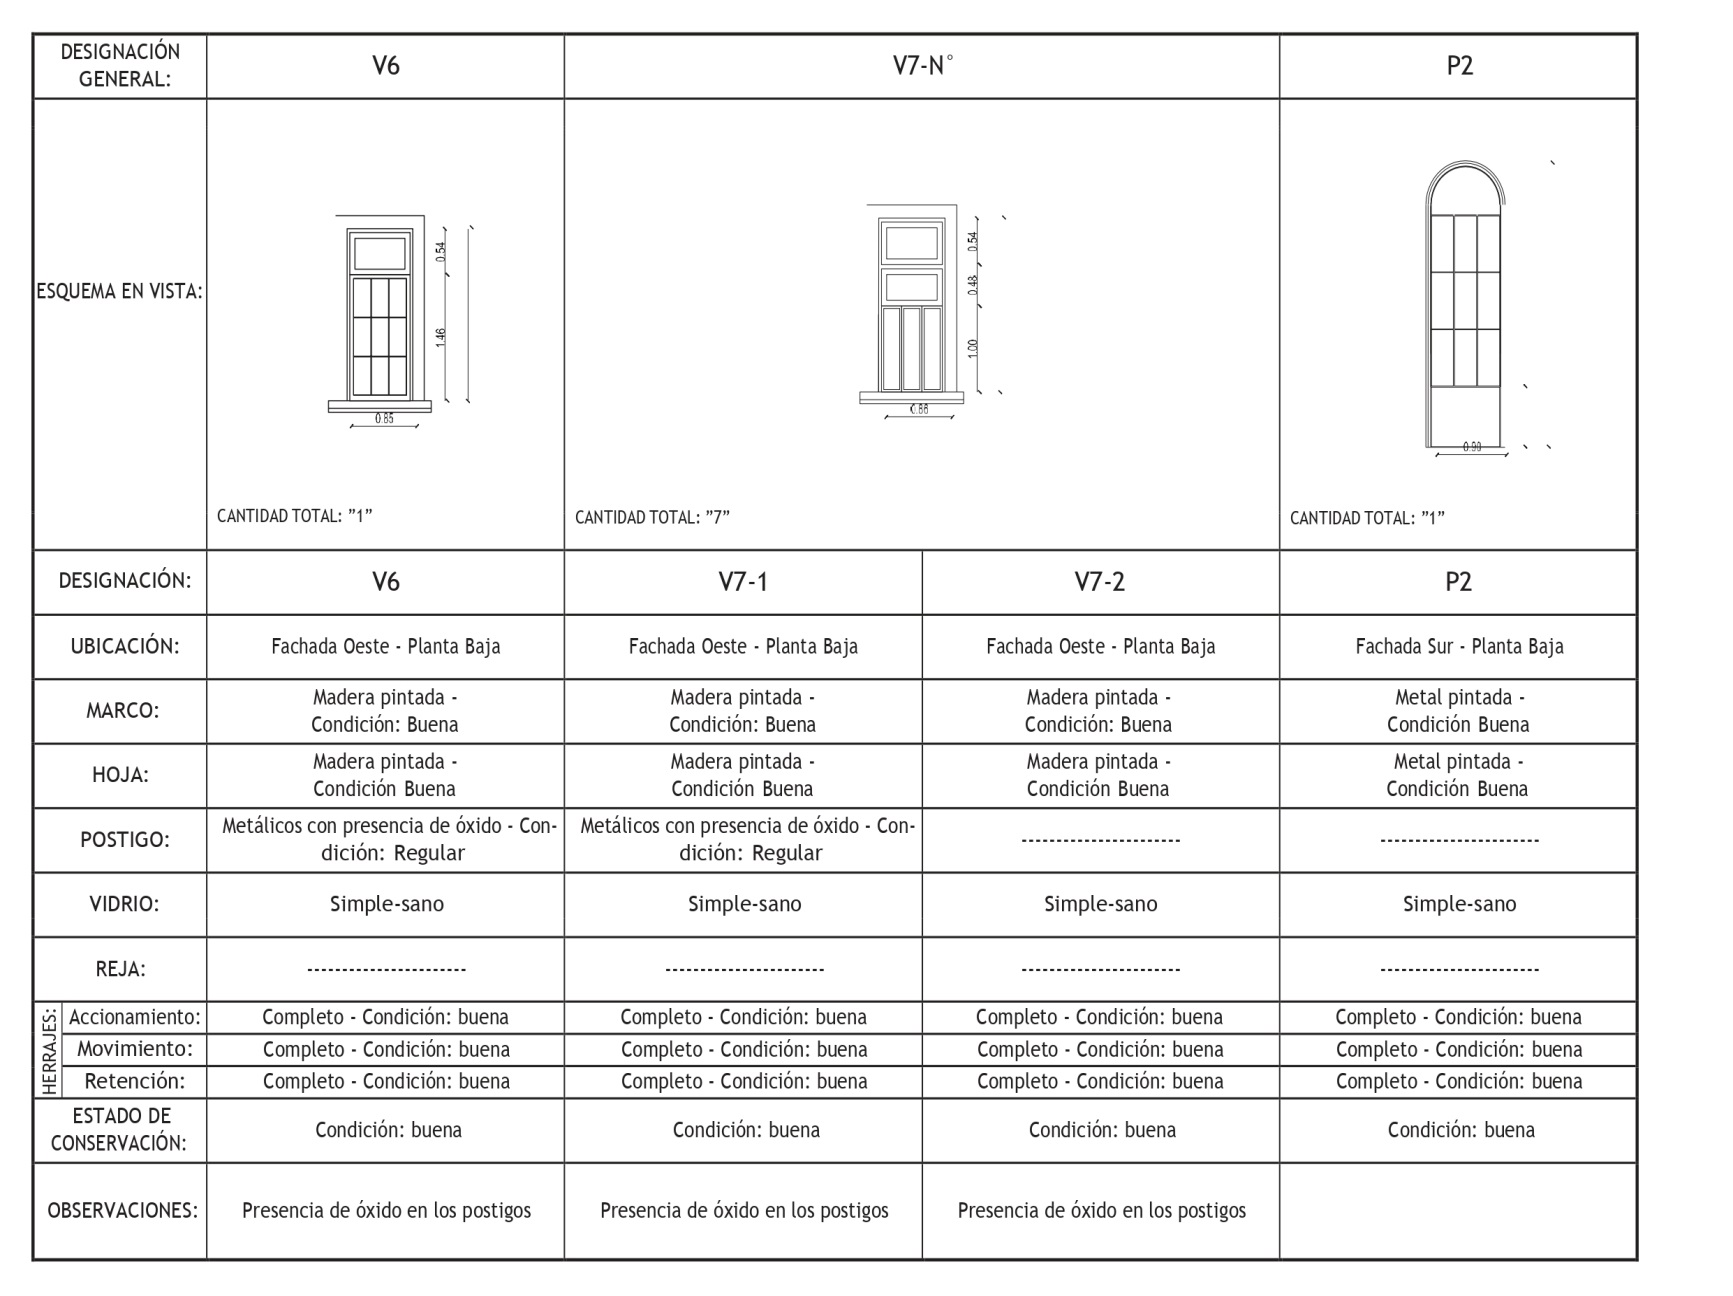 DESIGNACIÓN
GENERAL:
V6
V7-N°
P2
ESQUEMA EN VISTA:
0.54
1.46
0.85
CANTIDAD TOTAL: ”1”
0.54
0.48
1.00
0.86
CANTIDAD TOTAL: ”7”
0.90
CANTIDAD TOTAL: ”1”
DESIGNACIÓN:
V6
V7-1
V7-2
P2
UBICACIÓN:
Fachada Oeste - Planta Baja
Fachada Oeste - Planta Baja
Fachada Oeste - Planta Baja
Fachada Sur - Planta Baja
MARCO:
Madera pintada -
Condición: Buena
Madera pintada -
Condición: Buena
Madera pintada -
Condición: Buena
Metal pintada -
Condición Buena
HOJA:
Madera pintada -
Condición Buena
Madera pintada -
Condición Buena
Madera pintada -
Condición Buena
Metal pintada -
Condición Buena
POSTIGO:
Metálicos con presencia de óxido - Con-
dición: Regular
Metálicos con presencia de óxido - Con-
dición: Regular
-----------------------
-----------------------
VIDRIO:
Simple-sano
Simple-sano
Simple-sano
Simple-sano
REJA:
-----------------------
-----------------------
-----------------------
-----------------------
HERRAJES:
Accionamiento:
Completo - Condición: buena
Completo - Condición: buena
Completo - Condición: buena
Completo - Condición: buena
Movimiento:
Completo - Condición: buena
Completo - Condición: buena
Completo - Condición: buena
Completo - Condición: buena
Retención:
Completo - Condición: buena
Completo - Condición: buena
Completo - Condición: buena
Completo - Condición: buena
ESTADO DE
CONSERVACIÓN:
Condición: buena
Condición: buena
Condición: buena
Condición: buena
OBSERVACIONES:
Presencia de óxido en los postigos
Presencia de óxido en los postigos
Presencia de óxido en los postigos